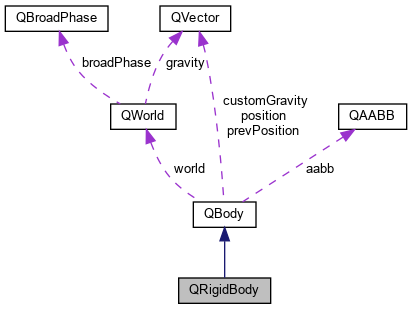 QBroadPhase
QVector
broadPhase
gravity
QWorld
customGravity
position
prevPosition
QAABB
world
aabb
QBody
QRigidBody